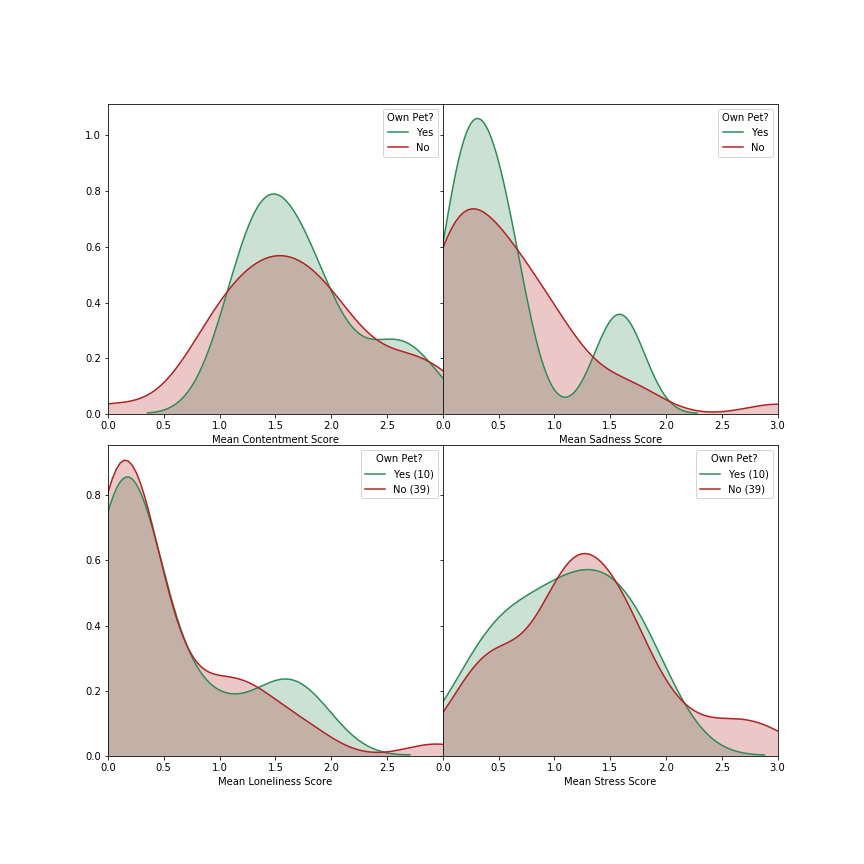 Own Pet?
Yes
No
1.0
0.8
0.6
0.4
0.2
0.0
0.0 0.5 1.0 1.5 2.0 2.5
Mean Contentment Score
Own Pet?
Yes
No
0.0 0.5 1.0 1.5 2.0 2.5 3.0
Mean Sadness Score
Own Pet?
Yes (10)
No (39)
0.8
0.6
0.4
0.2
0.0
0.0 0.5 1.0 1.5 2.0 2.5
Mean Loneliness Score
Own Pet?
Yes (10)
No (39)
0.0 0.5 1.0 1.5 2.0 2.5 3.0
Mean Stress Score